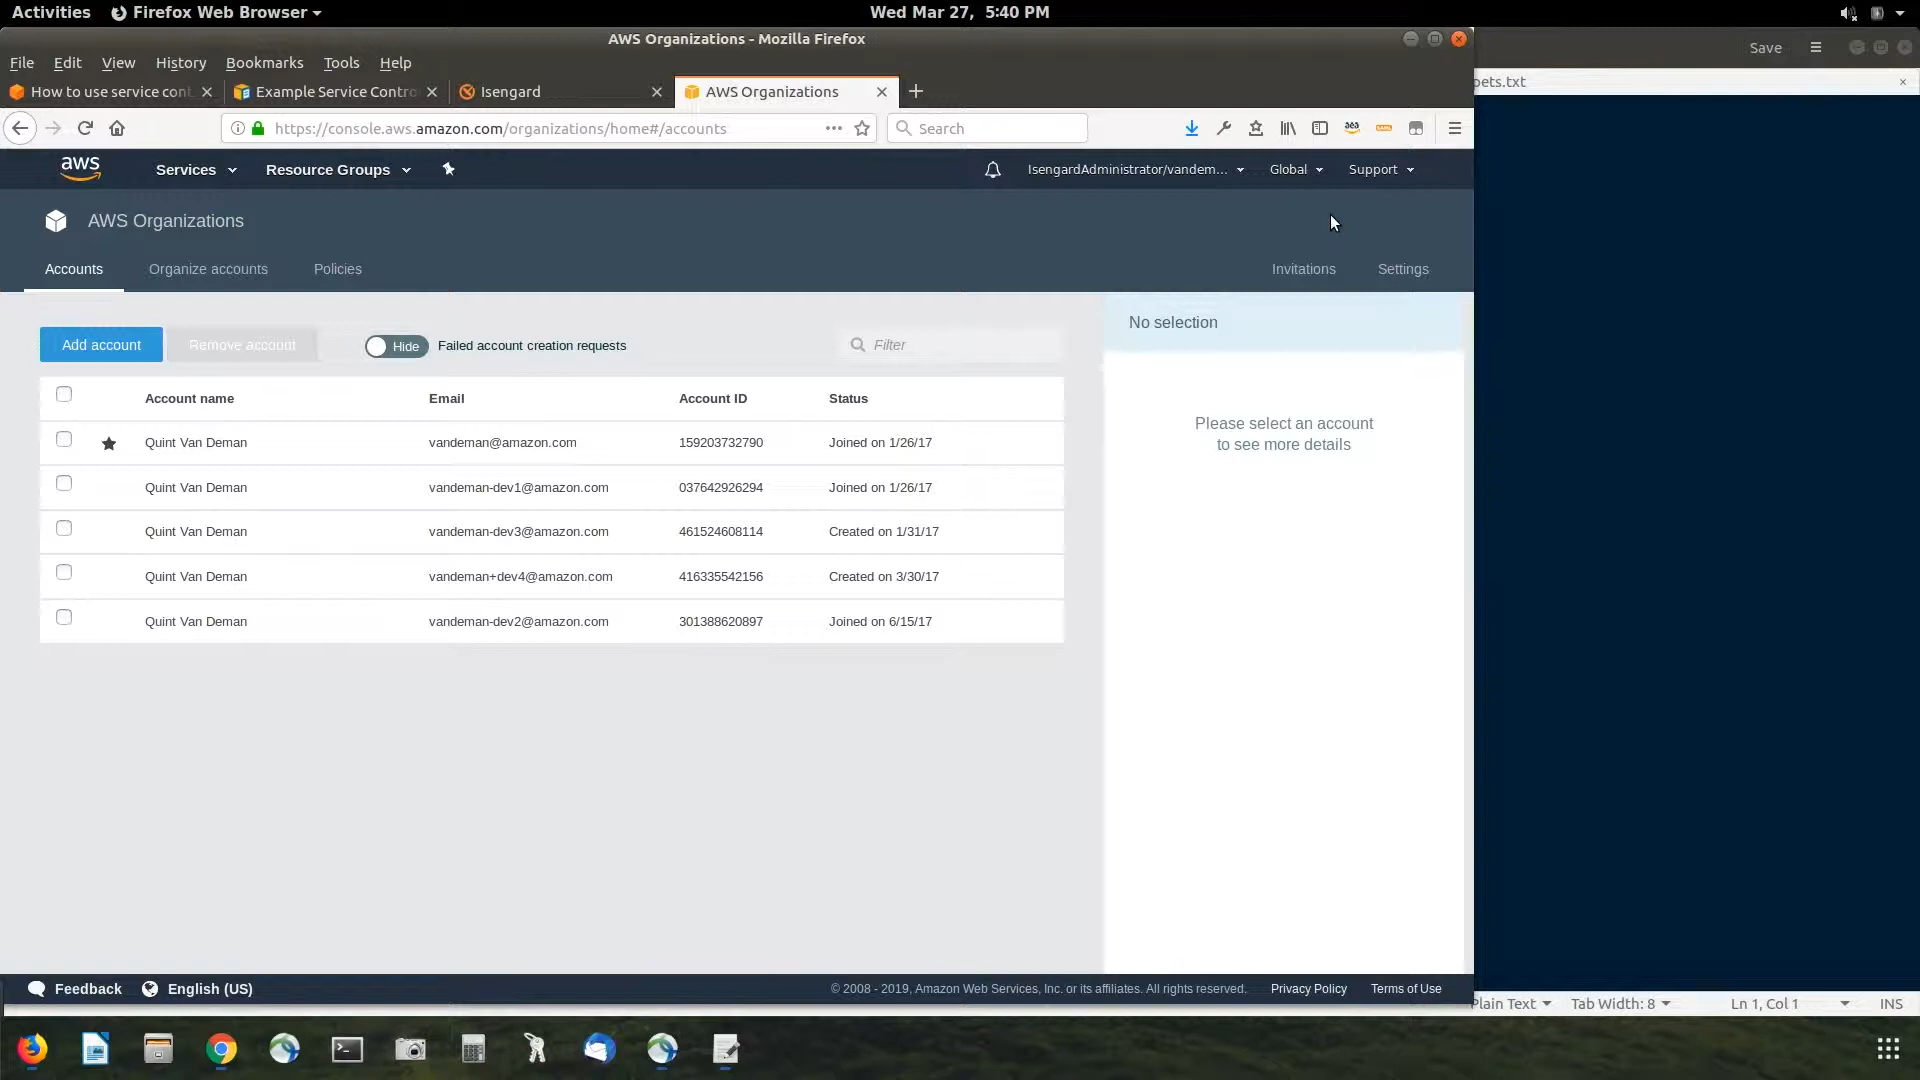 Activities Firefox Web Browser Wed Mar 27, 5:40 PM
AWS Organizations - Mozilla Firefox Save
File Edit View History Bookmarks Tools Help
pets.txt
How to use service cont Example Service Contro Isengard AWS Organizations
https://console.aws.amazon.com/organizations/home#/accounts Search
aws Services Resource Groups IsengardAdministrator/vandem... Global Support
AWS Organizations
Accounts Organize accounts Policies Invitations Settings
No selection
Add account Remove account Hide Failed account creation requests Filter
Account name Email Account ID Status
Please select an account
to see more details
Quint Van Deman vandeman@amazon.com 159203732790 Joined on 1/26/17
Quint Van Deman vandeman-dev1@amazon.com 037642926294 Joined on 1/26/17
Quint Van Deman vandeman-dev3@amazon.com 461524608114 Created on 1/31/17
Quint Van Deman vandeman+dev4@amazon.com 416335542156 Created on 3/30/17
Quint Van Deman vandeman-dev2@amazon.com 301388620897 Joined on 6/15/17
Feedback English (US) © 2008 - 2019, Amazon Web Services, Inc. or its affiliates. All rights reserved. Privacy Policy Terms of Use
Plain Text Tab Width: 8 Ln 1, Col 1 INS